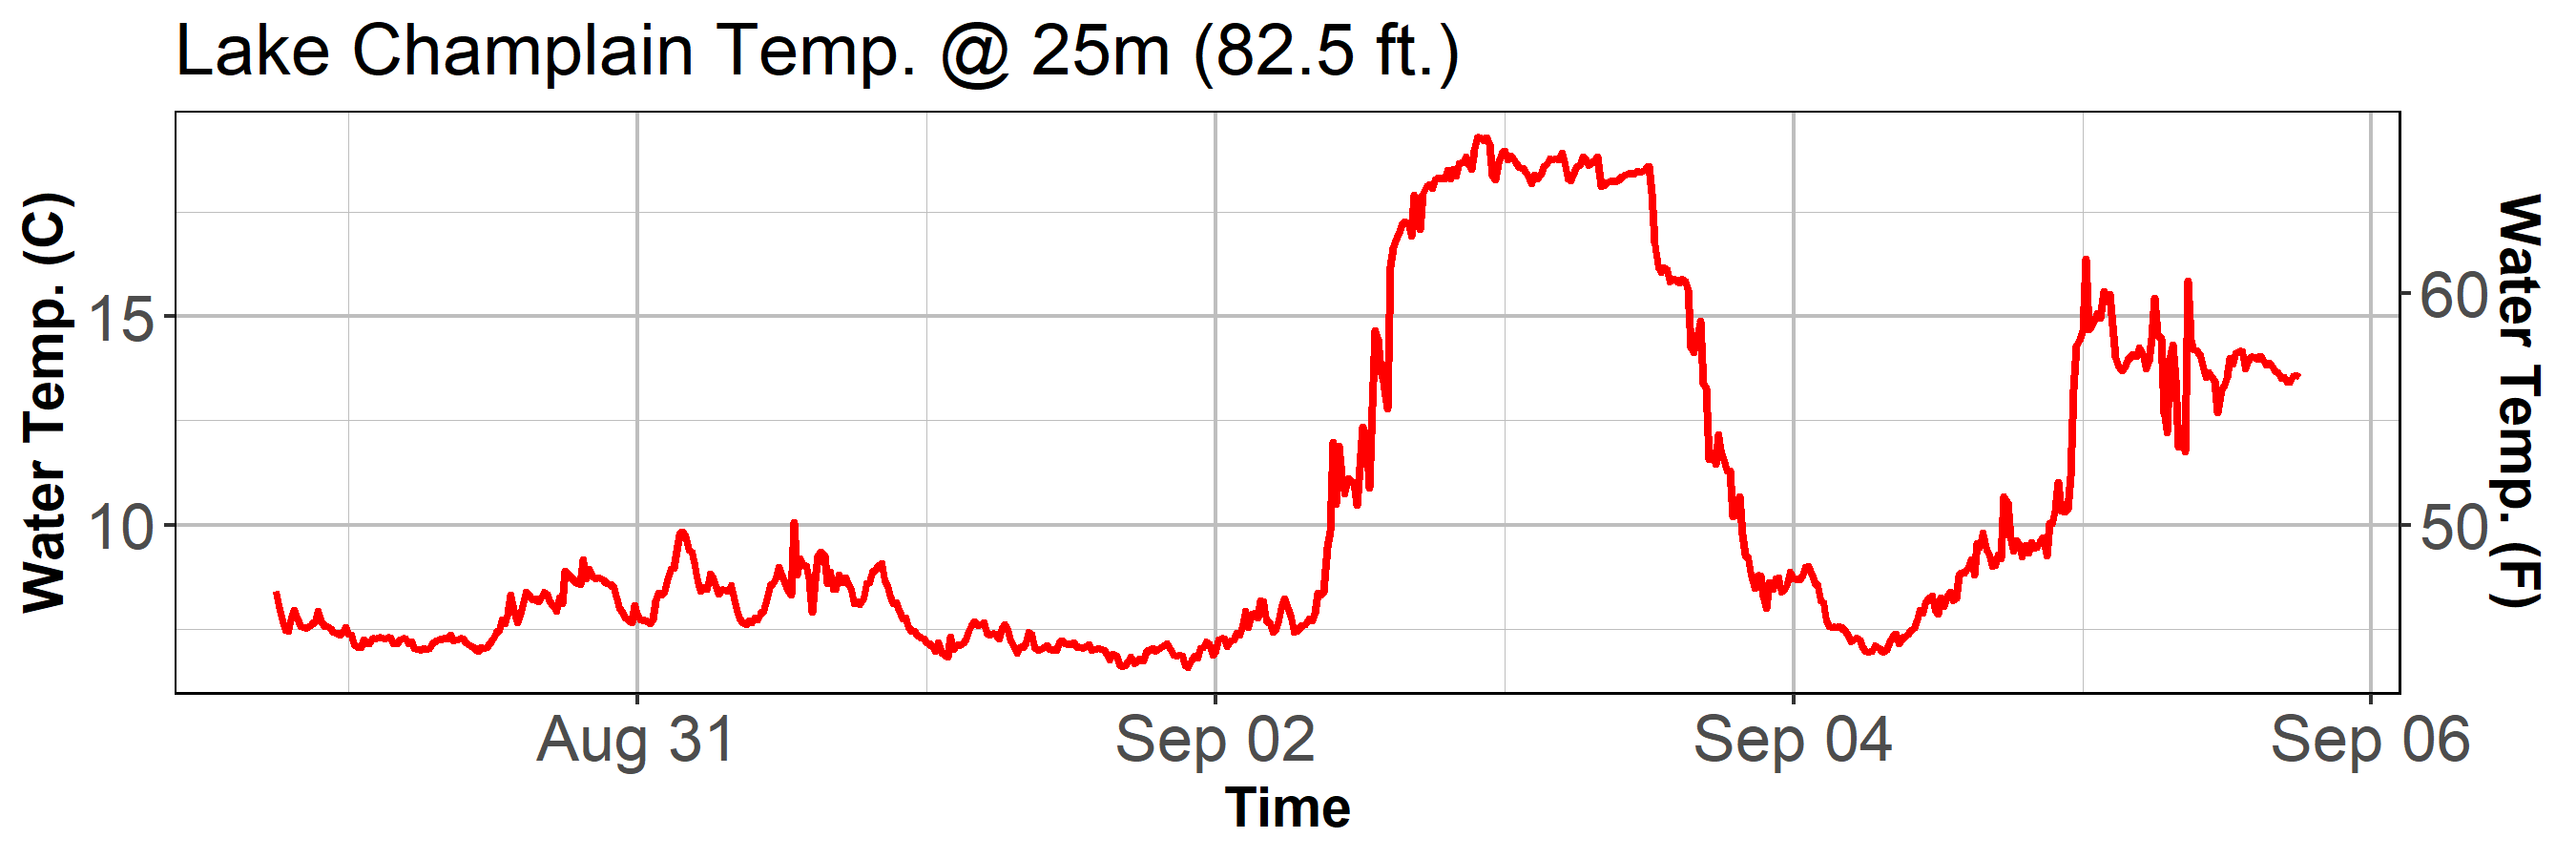 Lake Champlain Temp. @ 25m (82.5 ft.)
Water Temp. (C)
15
10
60
50
Water Temp. (F)
Aug 31
Sep 02
Sep 04
Sep 06
Time